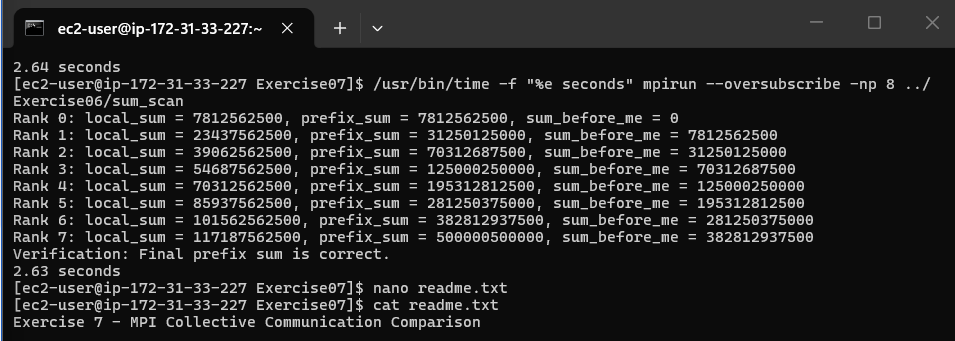 ec2-user@ip-172-31-33-227:~
2.64 seconds
[ec2-user@ip-172-31-33-227 Exercise07]$ /usr/bin/time -f "%e seconds" mpirun --oversubscribe -np 8 ../
Exercise06/sum_scan
Rank 0: local_sum = 7812562500, prefix_sum = 7812562500, sum_before_me = 0
Rank 1: local_sum = 23437562500, prefix_sum = 31250125000, sum_before_me = 7812562500
Rank 2: local_sum = 39062562500, prefix_sum = 70312687500, sum_before_me = 31250125000
Rank 3: local_sum = 54687562500, prefix_sum = 125000250000, sum_before_me = 70312687500
Rank 4: local_sum = 70312562500, prefix_sum = 195312812500, sum_before_me = 125000250000
Rank 5: local_sum = 85937562500, prefix_sum = 281250375000, sum_before_me = 195312812500
Rank 6: local_sum = 101562562500, prefix_sum = 382812937500, sum_before_me = 281250375000
Rank 7: local_sum = 117187562500, prefix_sum = 500000500000, sum_before_me = 382812937500
Verification: Final prefix sum is correct.
2.63 seconds
[ec2-user@ip-172-31-33-227 Exercise07]$ nano readme.txt
[ec2-user@ip-172-31-33-227 Exercise07]$ cat readme.txt
Exercise 7 - MPI Collective Communication Comparison